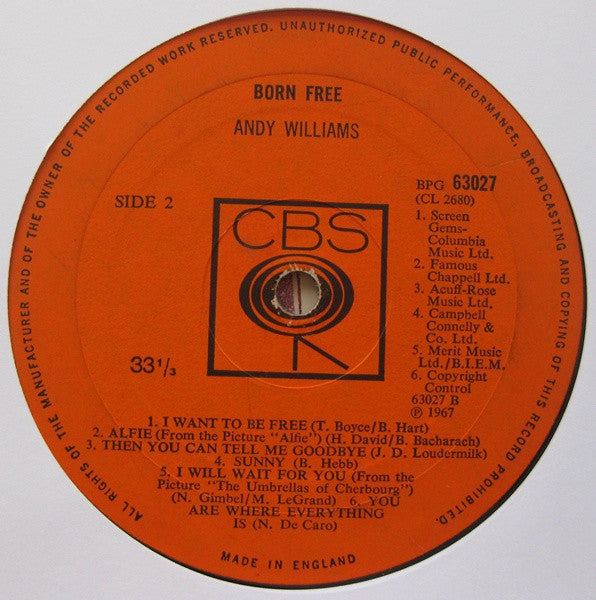 ALL RIGHTS OF THE MANUFACTURER AND OF THE OWNER OF THE RECORDED WORK RESERVED. UNAUTHORIZED PUBLIC PERFORMANCE, BROADCASTING AND COPYING OF THIS RECORD PROHIBITED.
BORN FREE
ANDY WILLIAMS
SIDE 2
BPG 63027
(CL 2680)
CBS
1. Screen
Gems-
Columbia
Music Ltd.
2. Famous
Chappell Ltd.
3. Acuff-Rose
Music Ltd.
4. Campbell
Connelly &
Co. Ltd.
5. Merit Music
Ltd./B.I.E.M.
6. Copyright
Control
63027 B
℗ 1967
33 1/3
1. I WANT TO BE FREE (T. Boyce/B. Hart)
2. ALFIE (From the Picture "Alfie") (H. David/B. Bacharach)
3. THEN YOU CAN TELL ME GOODBYE (J. D. Loudermilk)
4. SUNNY (B. Hebb)
5. I WILL WAIT FOR YOU (From the
Picture "The Umbrellas of Cherbourg")
(N. Gimbel/M. LeGrand) 6. YOU
ARE WHERE EVERYTHING
IS (N. De Caro)
MADE IN ENGLAND